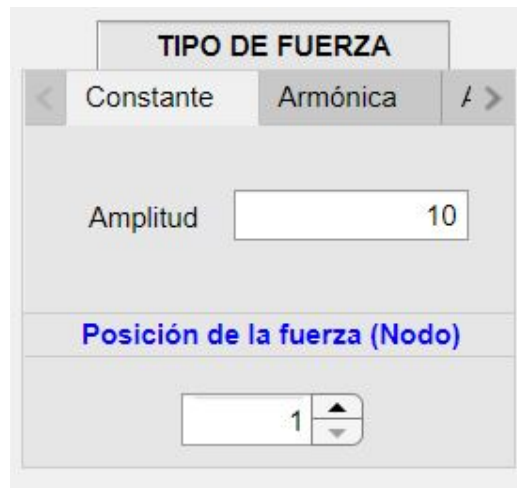 TIPO DE FUERZA
Constante Armónica
Amplitud 10
Posición de la fuerza (Nodo)
1